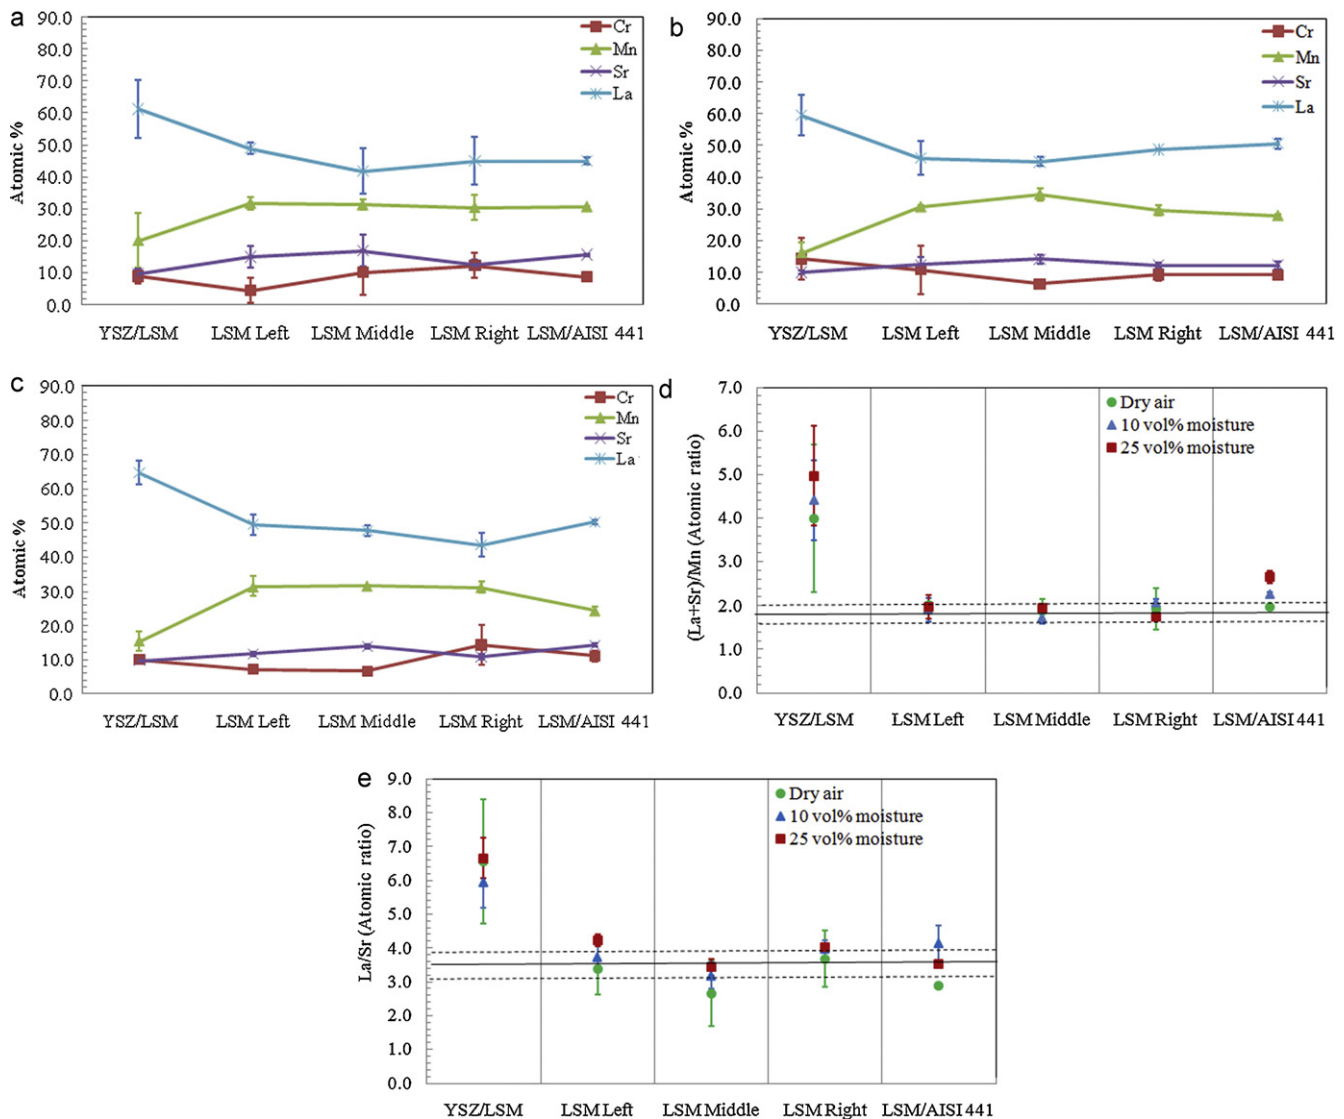 a
90.0
80.0
70.0
60.0
50.0
40.0
30.0
20.0
10.0
0.0
Atomic %
Cr
Mn
Sr
La
YSZ/LSM LSM Left LSM Middle LSM Right LSM/AISI 441
b
90.0
80.0
70.0
60.0
50.0
40.0
30.0
20.0
10.0
0.0
Atomic %
Cr
Mn
Sr
La
YSZ/LSM LSM Left LSM Middle LSM Right LSM/AISI 441
c
90.0
80.0
70.0
60.0
50.0
40.0
30.0
20.0
10.0
0.0
Atomic %
Cr
Mn
Sr
La
YSZ/LSM LSM Left LSM Middle LSM Right LSM/AISI 441
d
7.0
6.0
5.0
4.0
3.0
2.0
1.0
0.0
(La+Sr)/Mn (Atomic ratio)
Dry air
10 vol% moisture
25 vol% moisture
YSZ/LSM LSM Left LSM Middle LSM Right LSM/AISI 441
e
9.0
8.0
7.0
6.0
5.0
4.0
3.0
2.0
1.0
0.0
La/Sr (Atomic ratio)
Dry air
10 vol% moisture
25 vol% moisture
YSZ/LSM LSM Left LSM Middle LSM Right LSM/AISI 441